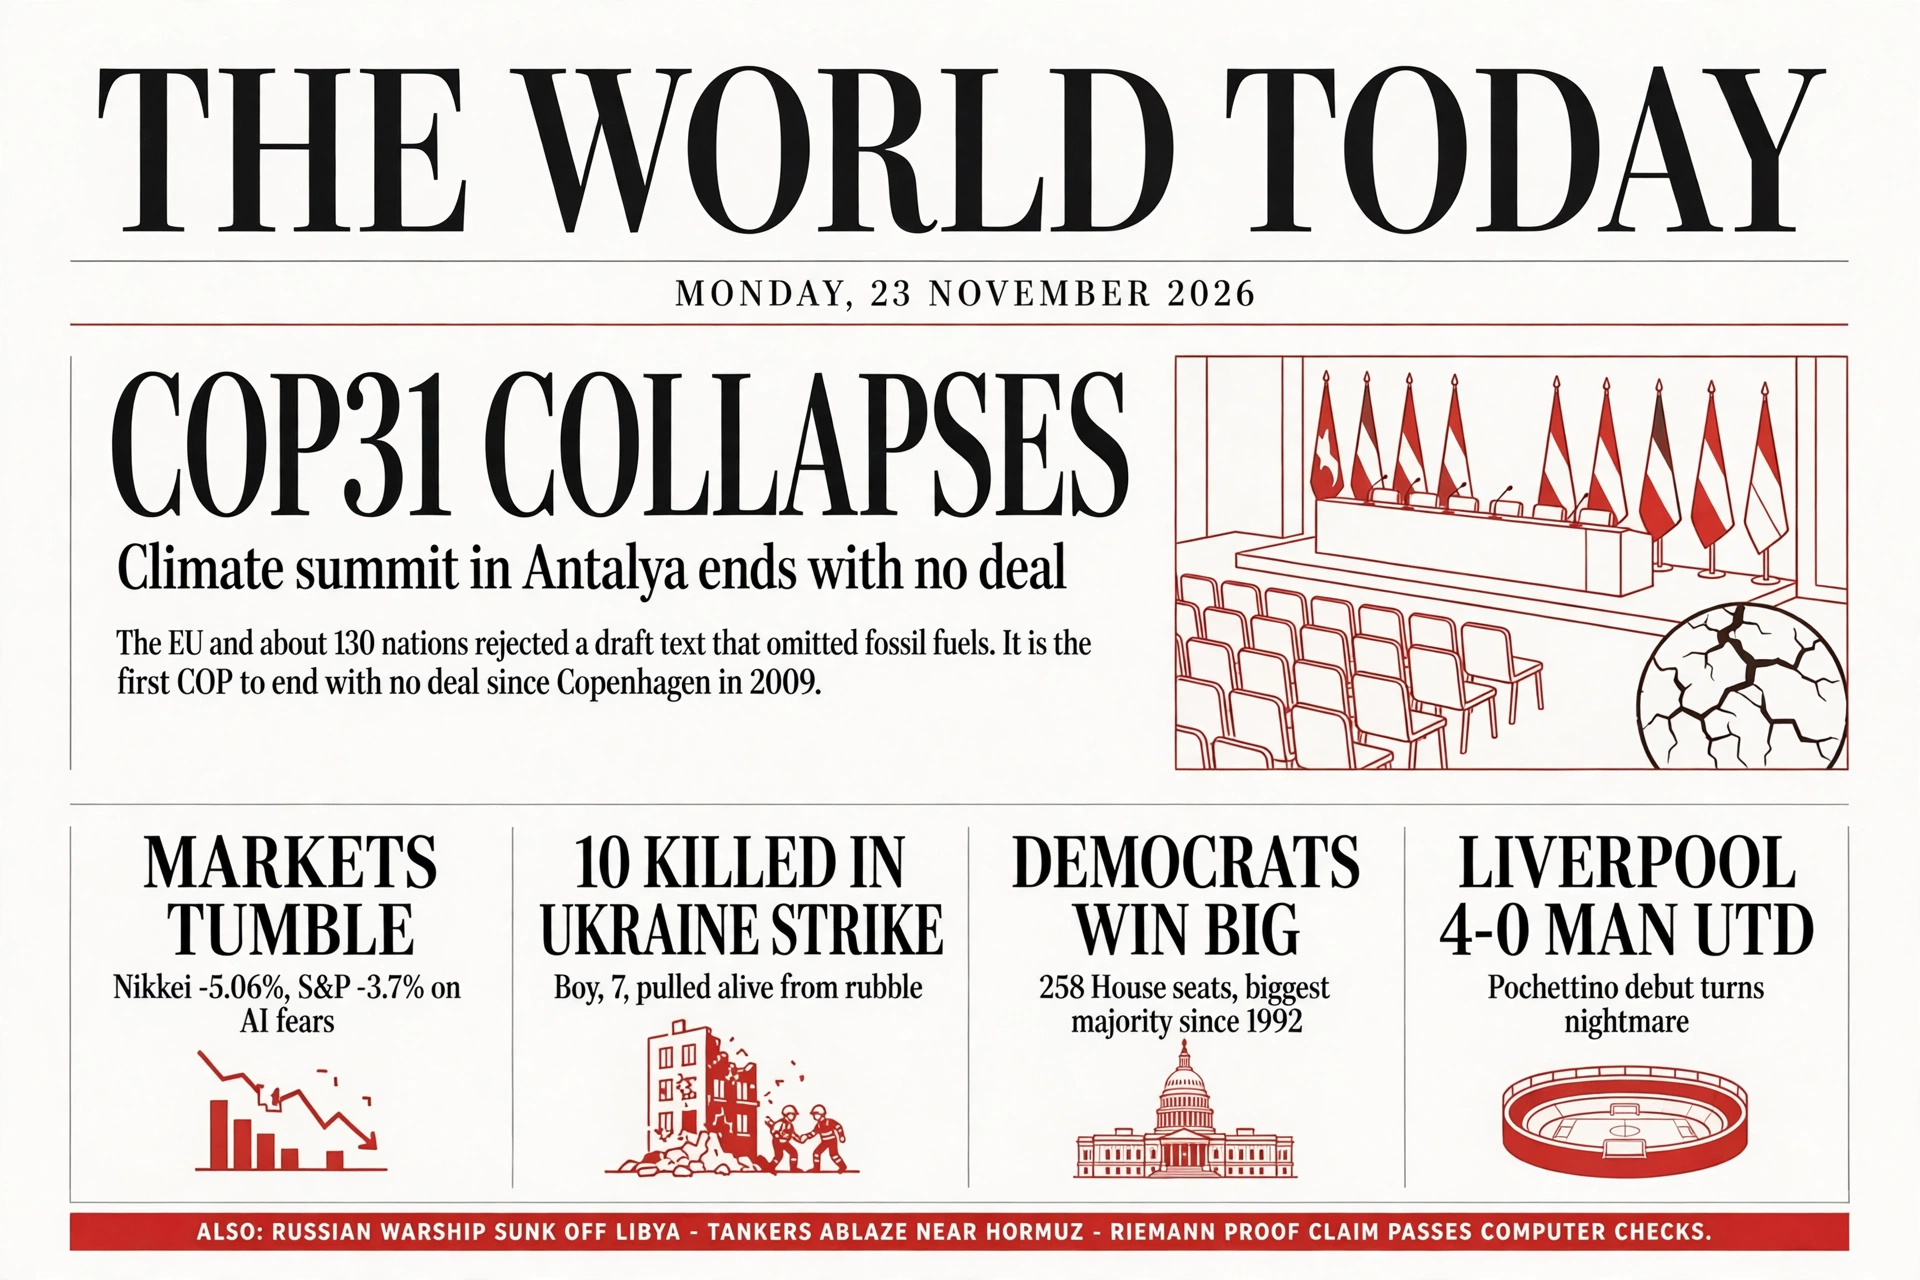 THE WORLD TODAY
MONDAY, 23 NOVEMBER 2026
COP31 COLLAPSES
Climate summit in Antalya ends with no deal
The EU and about 130 nations rejected a draft text that omitted fossil fuels. It is the
first COP to end with no deal since Copenhagen in 2009.
MARKETS
TUMBLE
Nikkei -5.06%, S&P -3.7% on
AI fears
10 KILLED IN
UKRAINE STRIKE
Boy, 7, pulled alive from rubble
DEMOCRATS
WIN BIG
258 House seats, biggest
majority since 1992
LIVERPOOL
4-0 MAN UTD
Pochettino debut turns
nightmare
ALSO: RUSSIAN WARSHIP SUNK OFF LIBYA - TANKERS ABLAZE NEAR HORMUZ - RIEMANN PROOF CLAIM PASSES COMPUTER CHECKS.